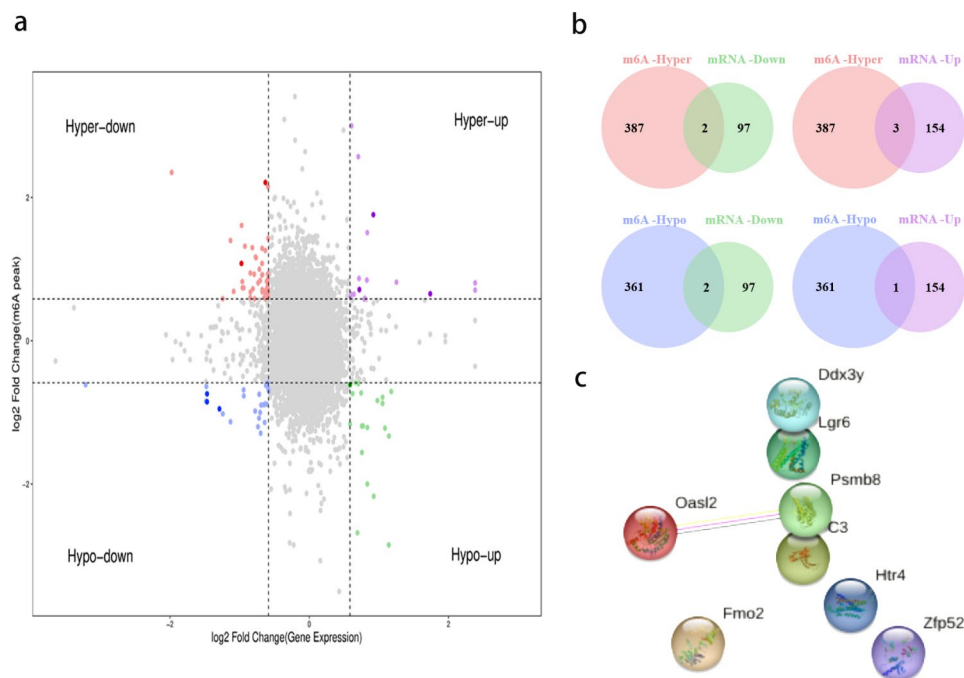 a
Hyper-down
Hyper-up
Hypo-down
Hypo-up
2
0
-2
-2
0
2
log2 Fold Change(m6A peak)
log2 Fold Change(Gene Expression)
b
m6A -Hyper
mRNA -Down
387
2
97
m6A -Hyper
mRNA -Up
387
3
154
m6A -Hypo
mRNA -Down
361
2
97
m6A -Hypo
mRNA -Up
361
1
154
c
Ddx3y
Lgr6
Psmb8
Oasl2
C3
Htr4
Fmo2
Zfp52